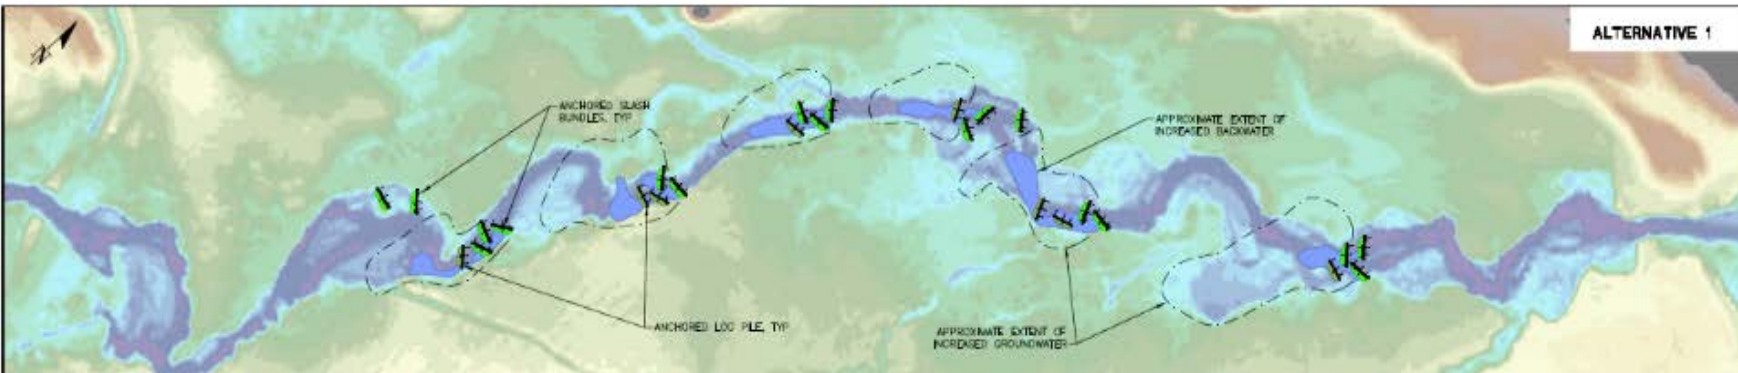 N
ALTERNATIVE 1
ANCHORED SLASH
BUNDLES, TYP
APPROXIMATE EXTENT OF
INCREASED BACKWATER
ANCHORED LOG PILE, TYP
APPROXIMATE EXTENT OF
INCREASED GROUNDWATER